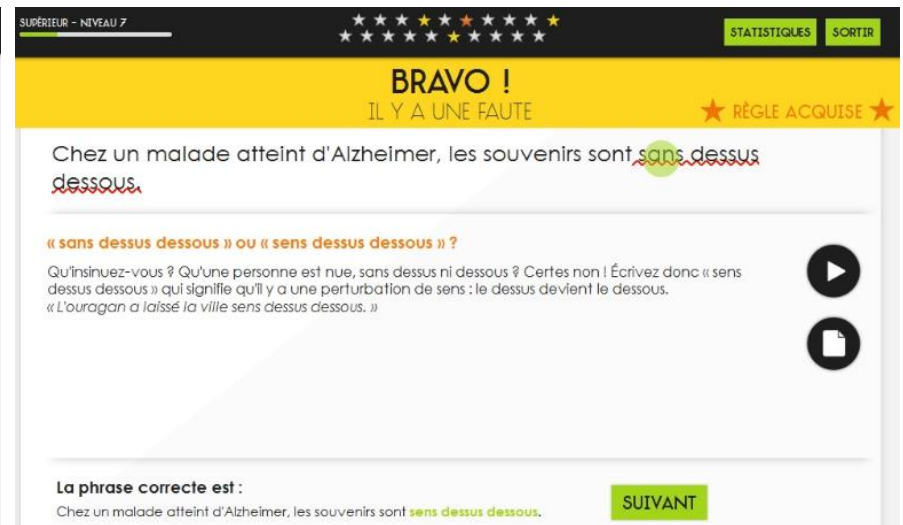 SUPÉRIEUR - NIVEAU 7
STATISTIQUES
SORTIR
BRAVO !
IL Y A UNE FAUTE
RÈGLE ACQUISE
Chez un malade atteint d'Alzheimer, les souvenirs sont sans dessus
dessous.
« sans dessus dessous » ou « sens dessus dessous » ?
Qu'insinuez-vous ? Qu'une personne est nue, sans dessus ni dessous ? Certes non ! Écrivez donc « sens
dessus dessous » qui signifie qu'il y a une perturbation de sens : le dessus devient le dessous.
« L'ouragan a laissé la ville sens dessus dessous. »
La phrase correcte est :
Chez un malade atteint d'Alzheimer, les souvenirs sont sens dessus dessous.
SUIVANT